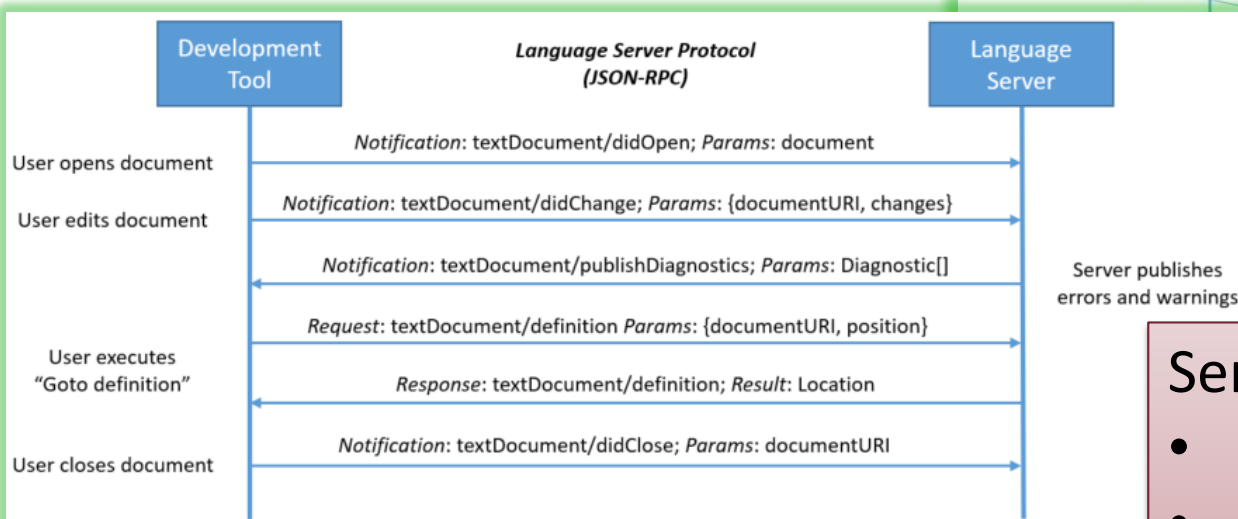 Development
Tool
Language Server Protocol
(JSON-RPC)
Language
Server
Notification: textDocument/didOpen; Params: document
User opens document
Notification: textDocument/didChange; Params: {documentURI, changes}
User edits document
Notification: textDocument/publishDiagnostics; Params: Diagnostic[]
Server publishes
errors and warnings
Request: textDocument/definition Params: {documentURI, position}
User executes
“Goto definition”
Response: textDocument/definition; Result: Location
Notification: textDocument/didClose; Params: documentURI
User closes document